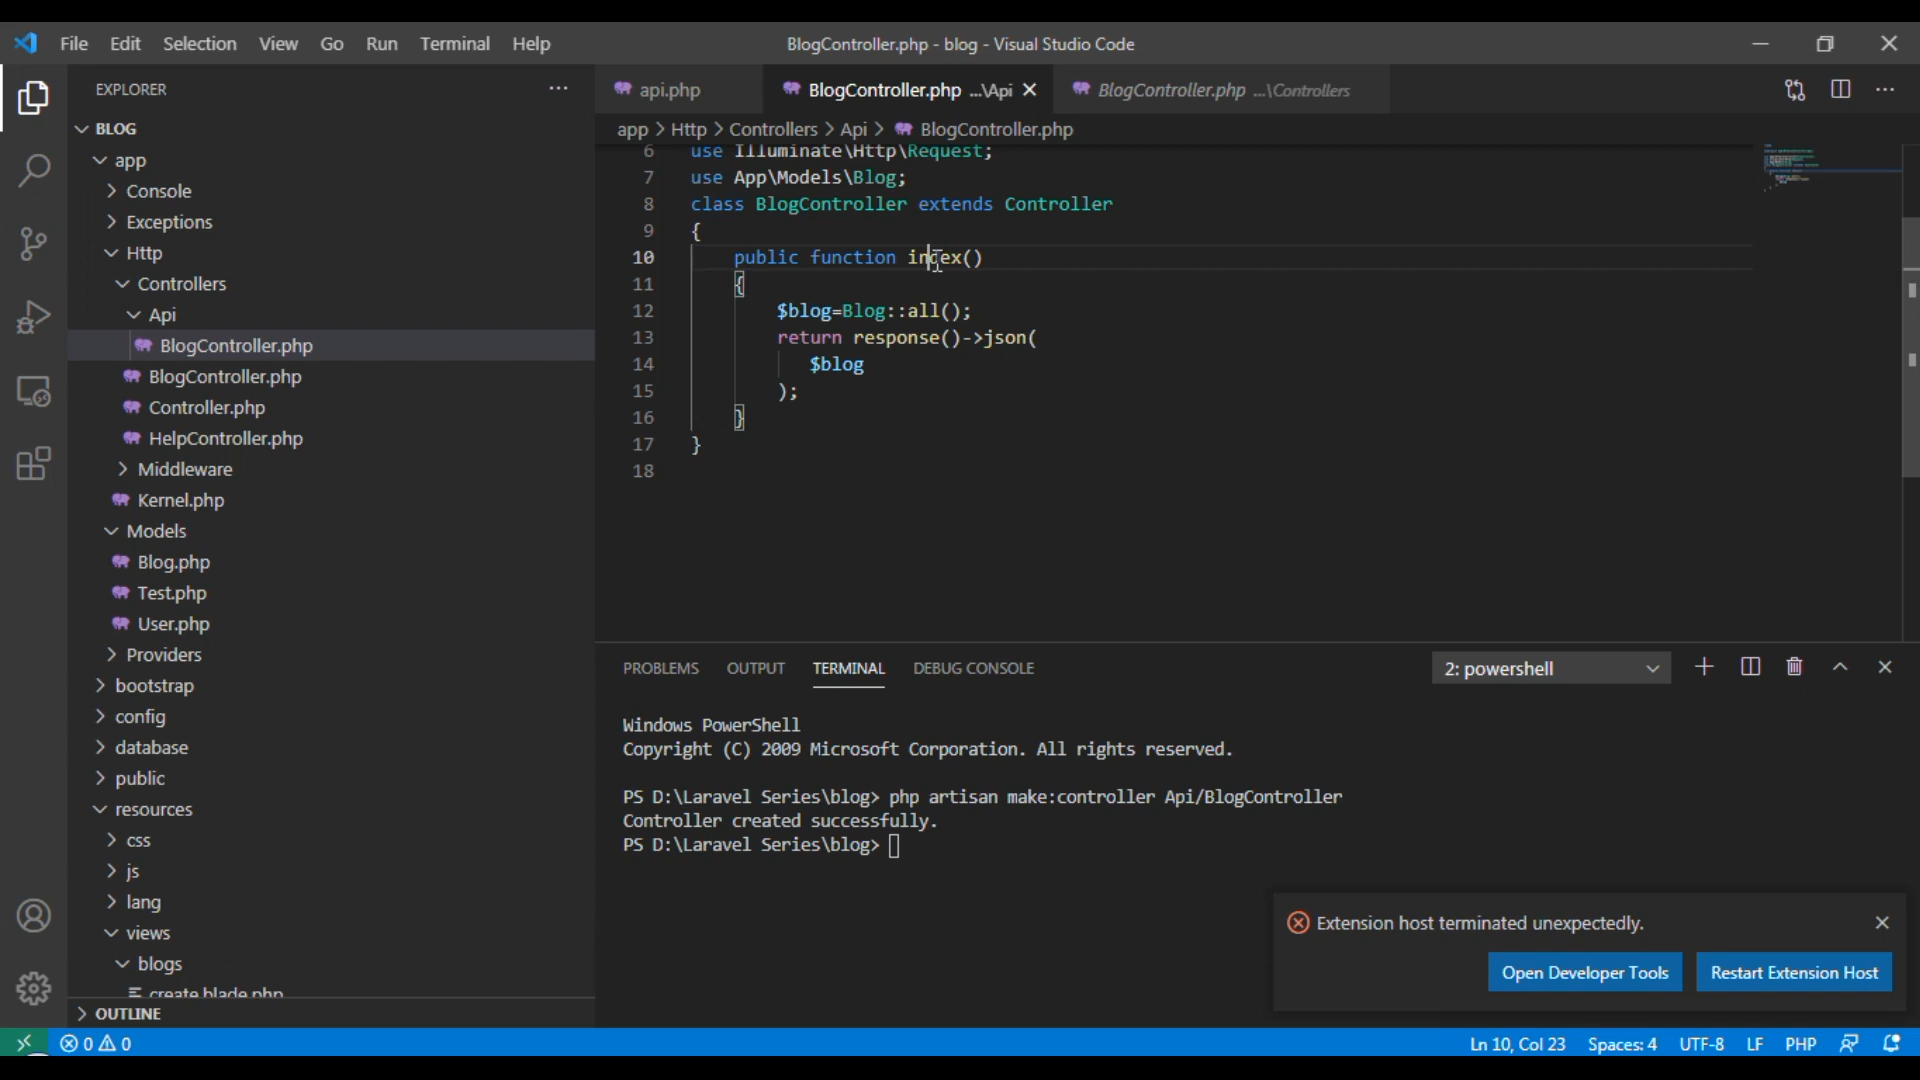 File Edit Selection View Go Run Terminal Help
BlogController.php - blog - Visual Studio Code
EXPLORER
BLOG
app
Console
Exceptions
Http
Controllers
Api
BlogController.php
BlogController.php
Controller.php
HelpController.php
Middleware
Kernel.php
Models
Blog.php
Test.php
User.php
Providers
bootstrap
config
database
public
resources
css
js
lang
views
blogs
create.blade.php
OUTLINE
api.php
BlogController.php ...\Api
BlogController.php ...\Controllers
app > Http > Controllers > Api > BlogController.php
6 use Illuminate\Http\Request;
7 use App\Models\Blog;
8 class BlogController extends Controller
9 {
10 public function index()
11 {
12 $blog=Blog::all();
13 return response()->json(
14 $blog
15 );
16 }
17 }
18
PROBLEMS OUTPUT TERMINAL DEBUG CONSOLE
2: powershell
Windows PowerShell
Copyright (C) 2009 Microsoft Corporation. All rights reserved.
PS D:\Laravel Series\blog> php artisan make:controller Api/BlogController
Controller created successfully.
PS D:\Laravel Series\blog>
Extension host terminated unexpectedly.
Open Developer Tools
Restart Extension Host
0 0
Ln 10, Col 23 Spaces: 4 UTF-8 LF PHP